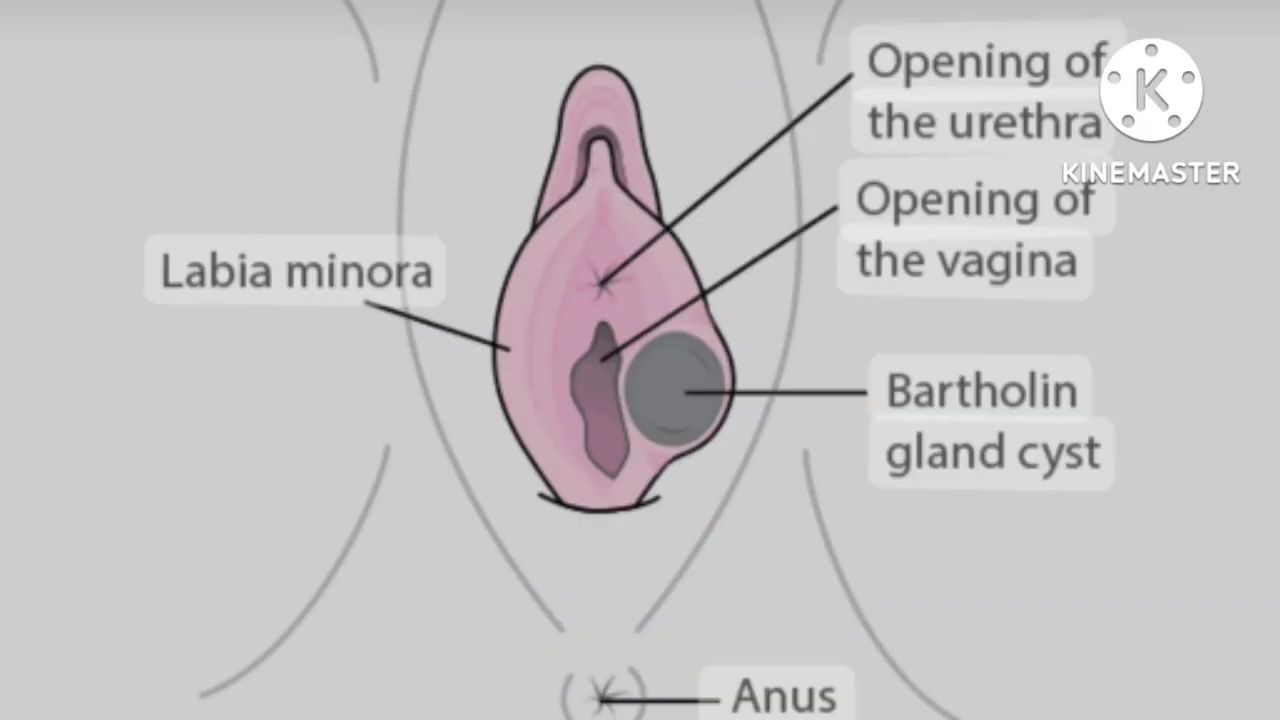 Opening of
the urethra
K
KINEMASTER
Opening of
the vagina
Labia minora
Bartholin
gland cyst
Anus